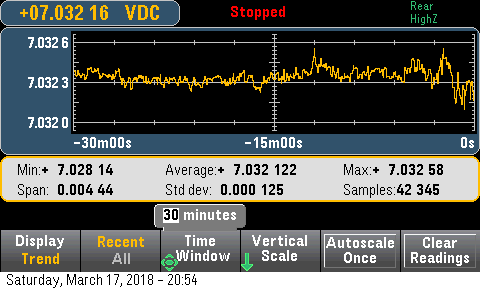 +07.032 16 VDC
Stopped
Rear
HighZ
7.032 6
7.032 3
7.032 0
-30m00s -15m00s 0s
Min:+ 7.028 14 Average:+ 7.032 122 Max:+ 7.032 58
Span: 0.004 44 Std dev: 0.000 125 Samples:42 345
30 minutes
Display
Trend
Recent
All
Time
Window
Vertical
Scale
Autoscale
Once
Clear
Readings
Saturday, March 17, 2018 - 20:54